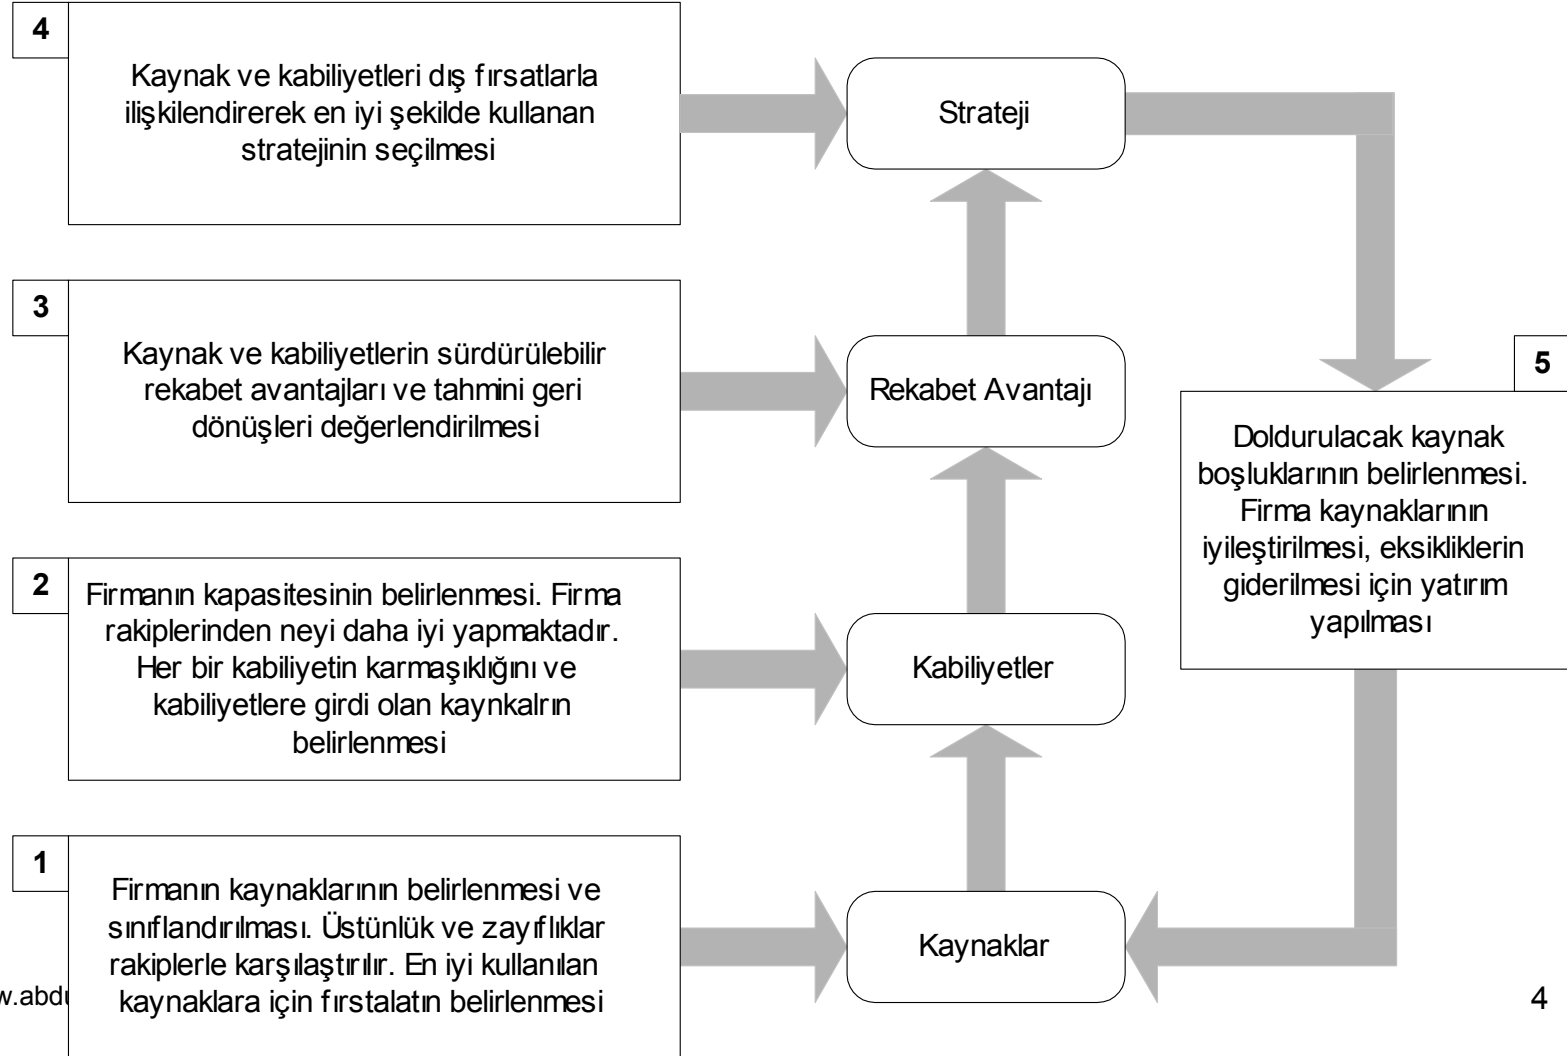 4
Kaynak ve kabiliyetleri dış fırsatlarla
ilişkilendirerek en iyi şekilde kullanan
stratejinin seçilmesi
Strateji
3
Kaynak ve kabiliyetlerin sürdürülebilir
rekabet avantajları ve tahmini geri
dönüşleri değerlendirilmesi
Rekabet Avantajı
5
Doldurulacak kaynak
boşluklarının belirlenmesi.
Firma kaynaklarının
iyileştirilmesi, eksikliklerin
giderilmesi için yatırım
yapılması
2
Firmanın kapasitesinin belirlenmesi. Firma
rakiplerinden neyi daha iyi yapmaktadır.
Her bir kabiliyetin karmaşıklığını ve
kabiliyetlere girdi olan kaynkalrın
belirlenmesi
Kabiliyetler
1
Firmanın kaynaklarının belirlenmesi ve
sınıflandırılması. Üstünlük ve zayıflıklar
rakiplerle karşılaştırılır. En iyi kullanılan
kaynaklara için fırstalatın belirlenmesi
Kaynaklar
4